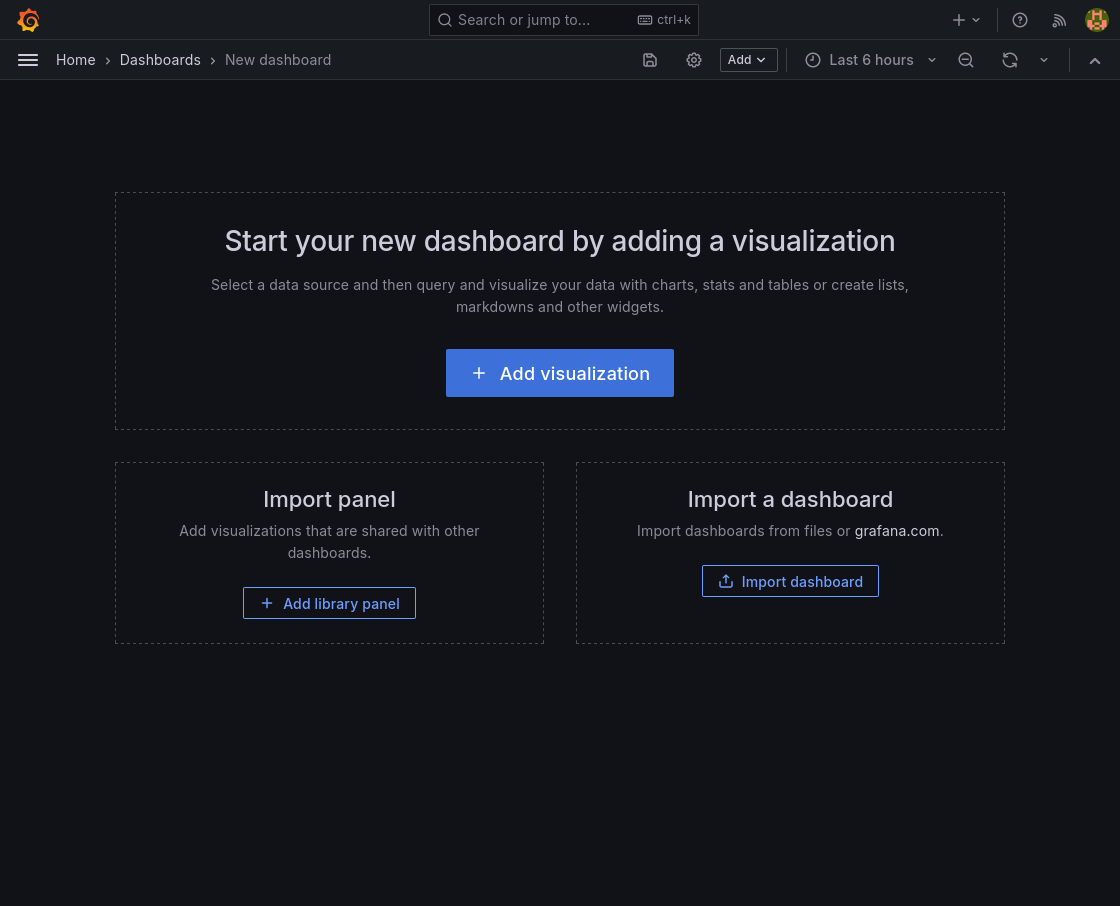 Search or jump to... ctrl+k
Home › Dashboards › New dashboard Add Last 6 hours
Start your new dashboard by adding a visualization
Select a data source and then query and visualize your data with charts, stats and tables or create lists,
markdowns and other widgets.
Add visualization
Import panel
Add visualizations that are shared with other
dashboards.
Add library panel
Import a dashboard
Import dashboards from files or grafana.com.
Import dashboard